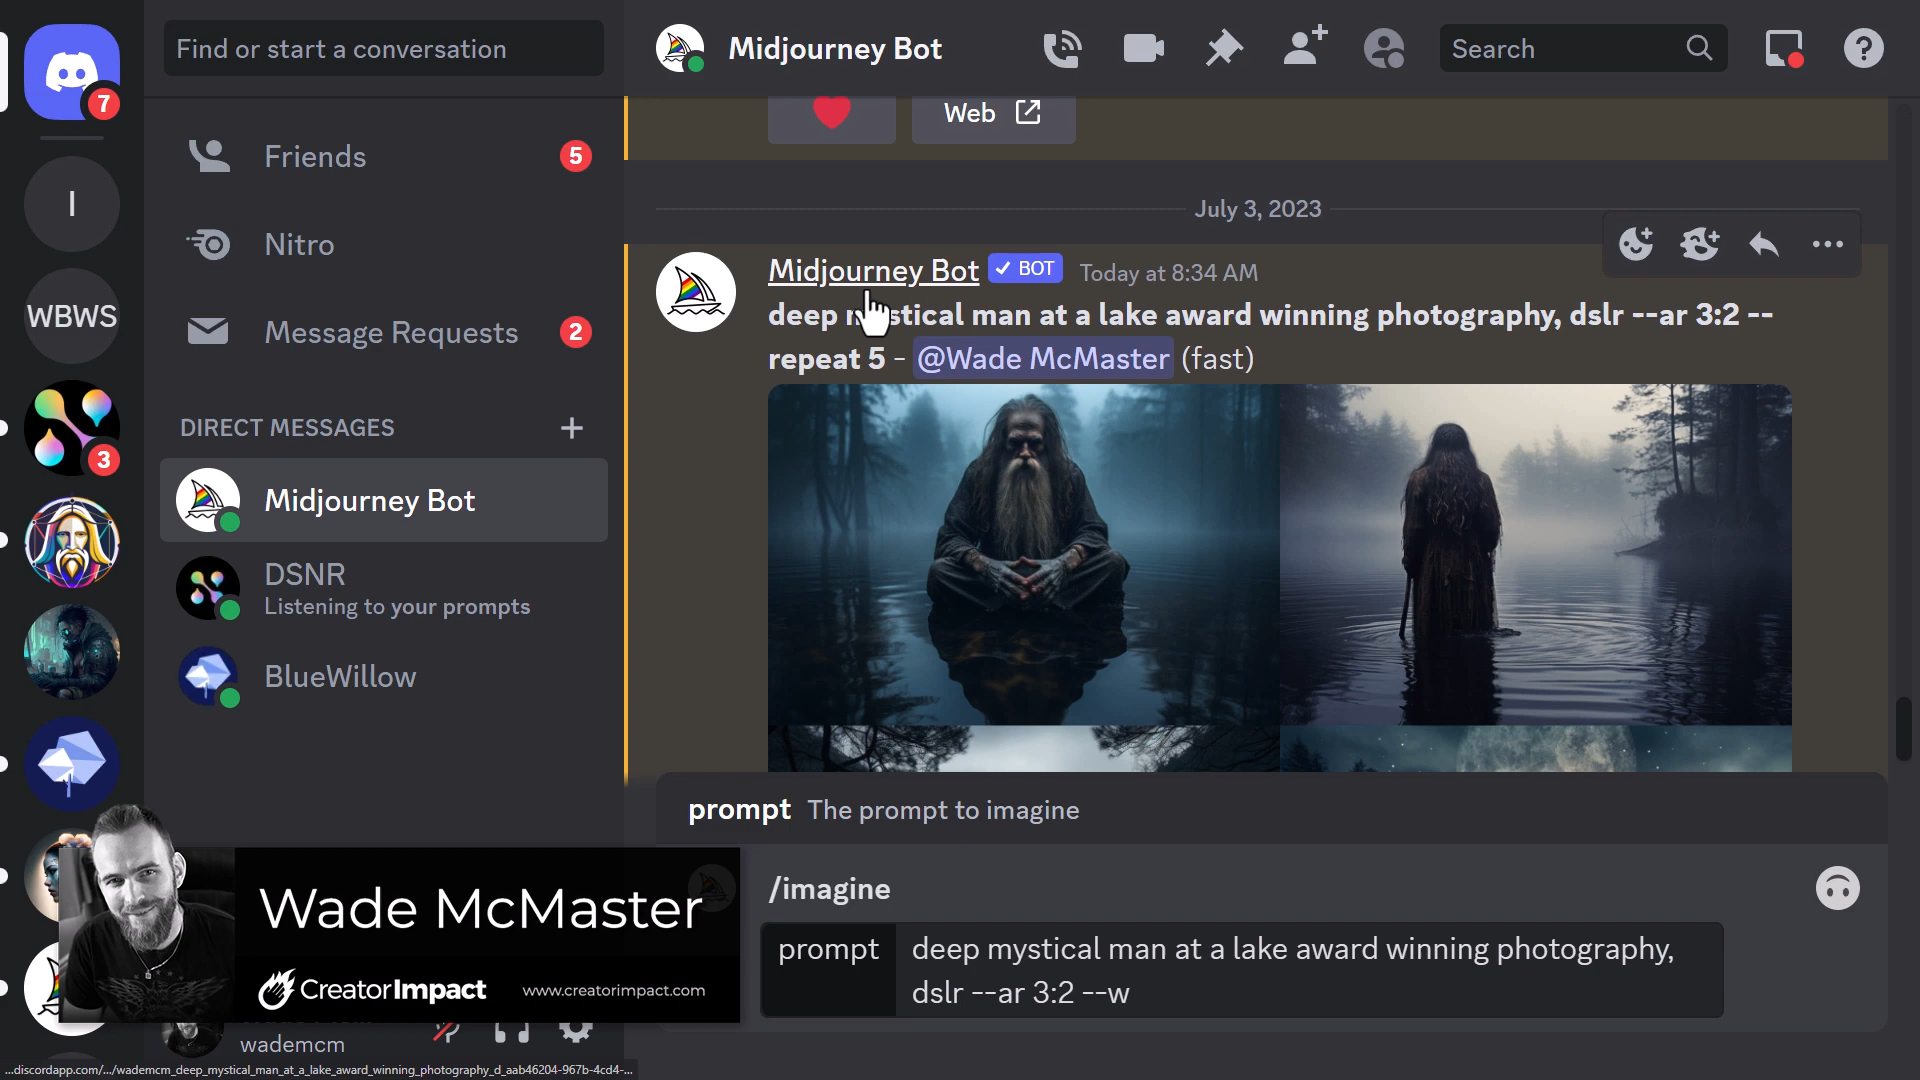 7
I
WBWS
3
Find or start a conversation
Friends
5
Nitro
Message Requests
2
DIRECT MESSAGES
Midjourney Bot
DSNR
Listening to your prompts
BlueWillow
Midjourney Bot
Search
Web
July 3, 2023
Midjourney Bot BOT Today at 8:34 AM
deep mystical man at a lake award winning photography, dslr --ar 3:2 --
repeat 5 - @Wade McMaster (fast)
prompt The prompt to imagine
/imagine
prompt deep mystical man at a lake award winning photography,
dslr --ar 3:2 --w
Wade McMaster
CreatorImpact www.creatorimpact.com
wademcm
...discordapp.com/.../wademcm_deep_mystical_man_at_a_lake_award_winning_photography_d_aab46204-967b-4cd4-...